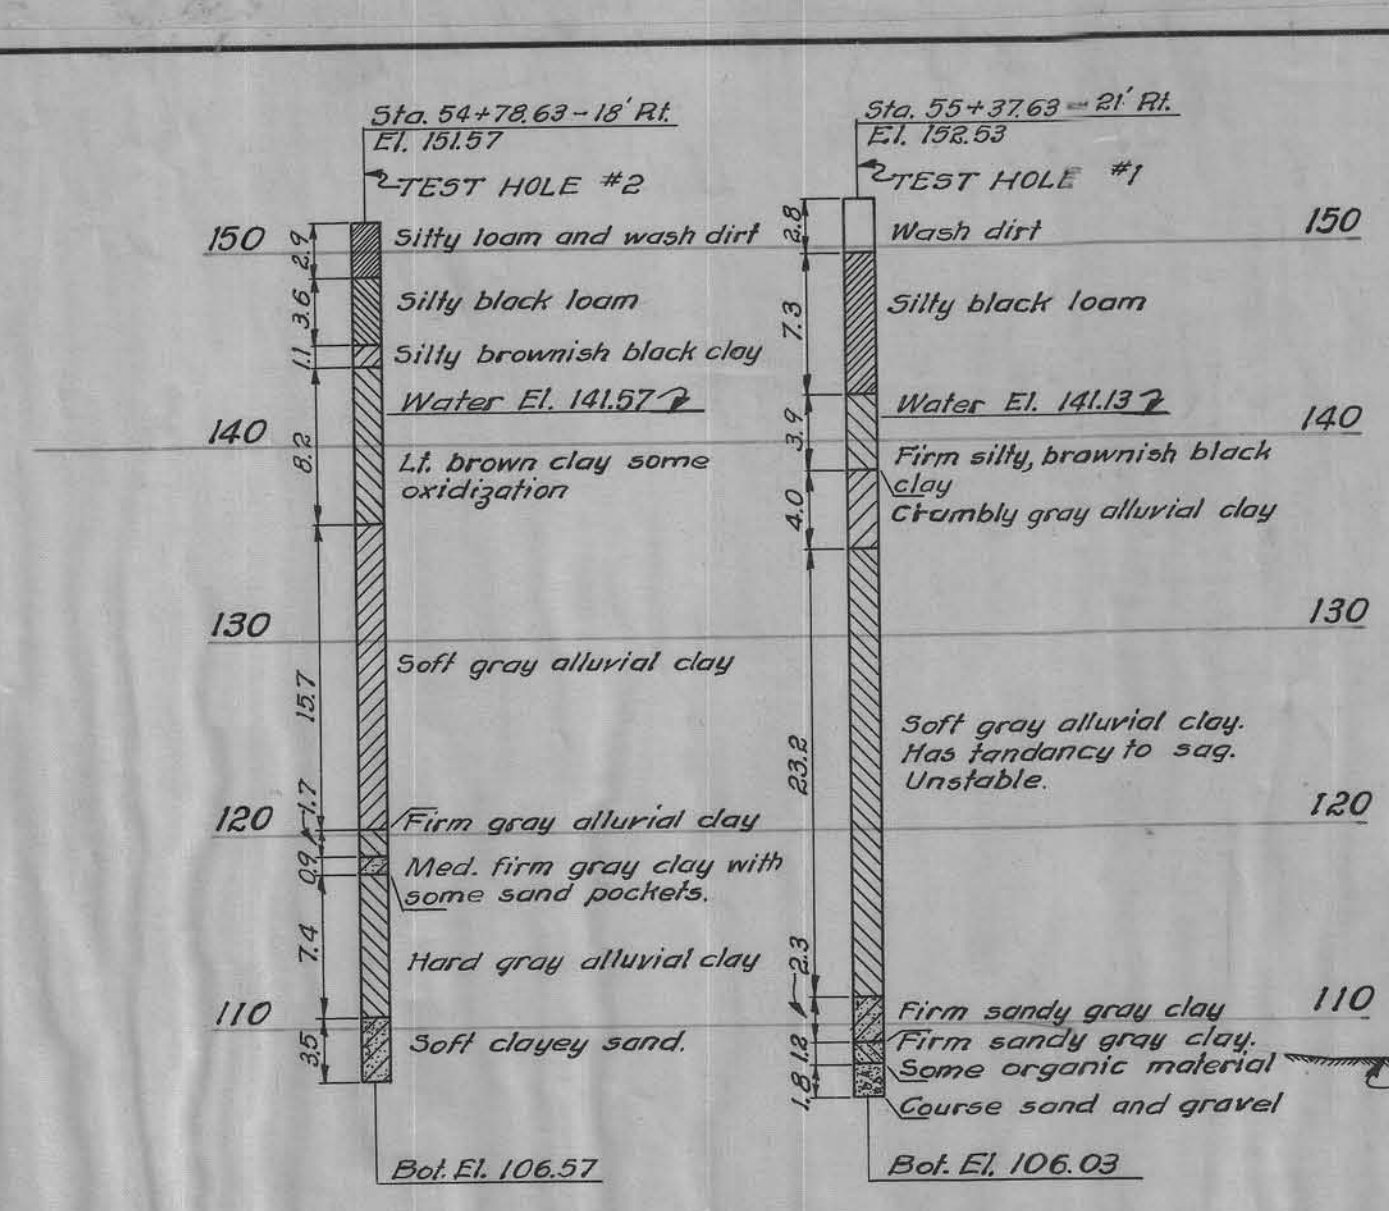 Sta. 54+78.63-18' Rt.
El. 151.57
TEST HOLE #2
150
2.9
Silty loam and wash dirt
3.6
Silty black loam
1.1
Silty brownish black clay
Water El. 141.57
140
8.2
Lt. brown clay some
oxidization
130
15.7
Soft gray alluvial clay
120
1.7
Firm gray alluvial clay
0.9
Med. firm gray clay with
some sand pockets.
7.4
Hard gray alluvial clay
110
3.5
Soft clayey sand.
Bot. El. 106.57
Sta. 55+37.63-21' Rt.
El. 152.53
TEST HOLE #1
2.8
Wash dirt
150
7.3
Silty black loam
Water El. 141.13
140
3.9
Firm silty, brownish black
clay
4.0
Crumbly gray alluvial clay
130
23.2
Soft gray alluvial clay.
Has tandancy to sag.
Unstable.
120
2.3
Firm sandy gray clay
110
1.2
Firm sandy gray clay.
Some organic material
1.8
Course sand and gravel
Bot. El. 106.03